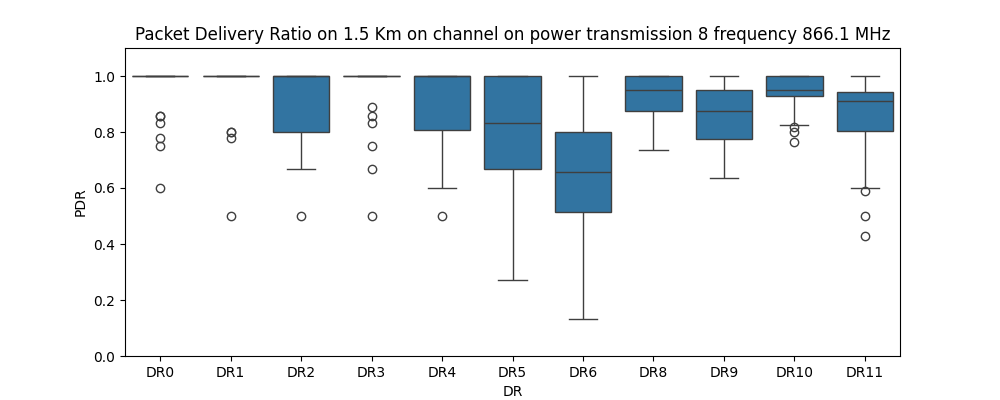 Packet Delivery Ratio on 1.5 Km on channel on power transmission 8 frequency 866.1 MHz
1.0
0.8
0.6
0.4
0.2
0.0
PDR
DR0 DR1 DR2 DR3 DR4 DR5 DR6 DR8 DR9 DR10 DR11
DR